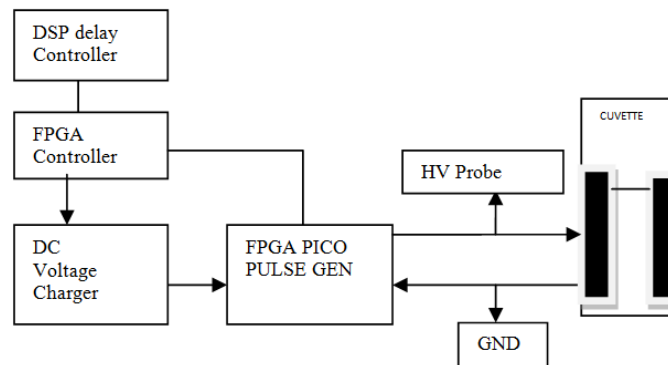 DSP delay
Controller
FPGA
Controller
CUVETTE
HV Probe
DC
Voltage
Charger
FPGA PICO
PULSE GEN
GND